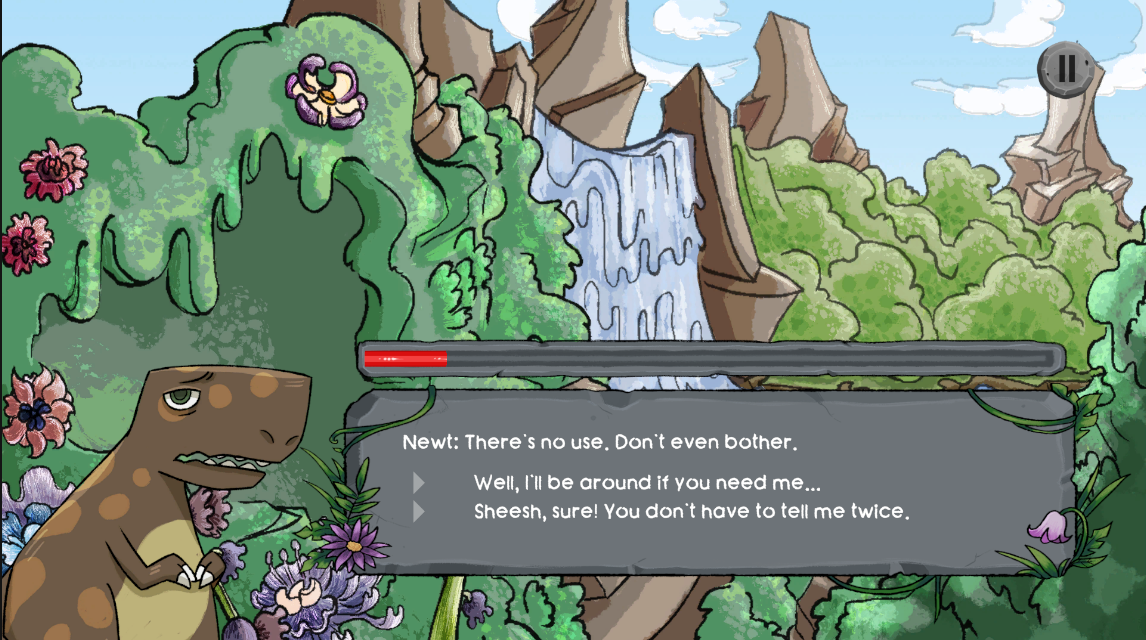 Newt: There's no use. Don't even bother.
Well, I'll be around if you need me...
Sheesh, sure! You don't have to tell me twice.